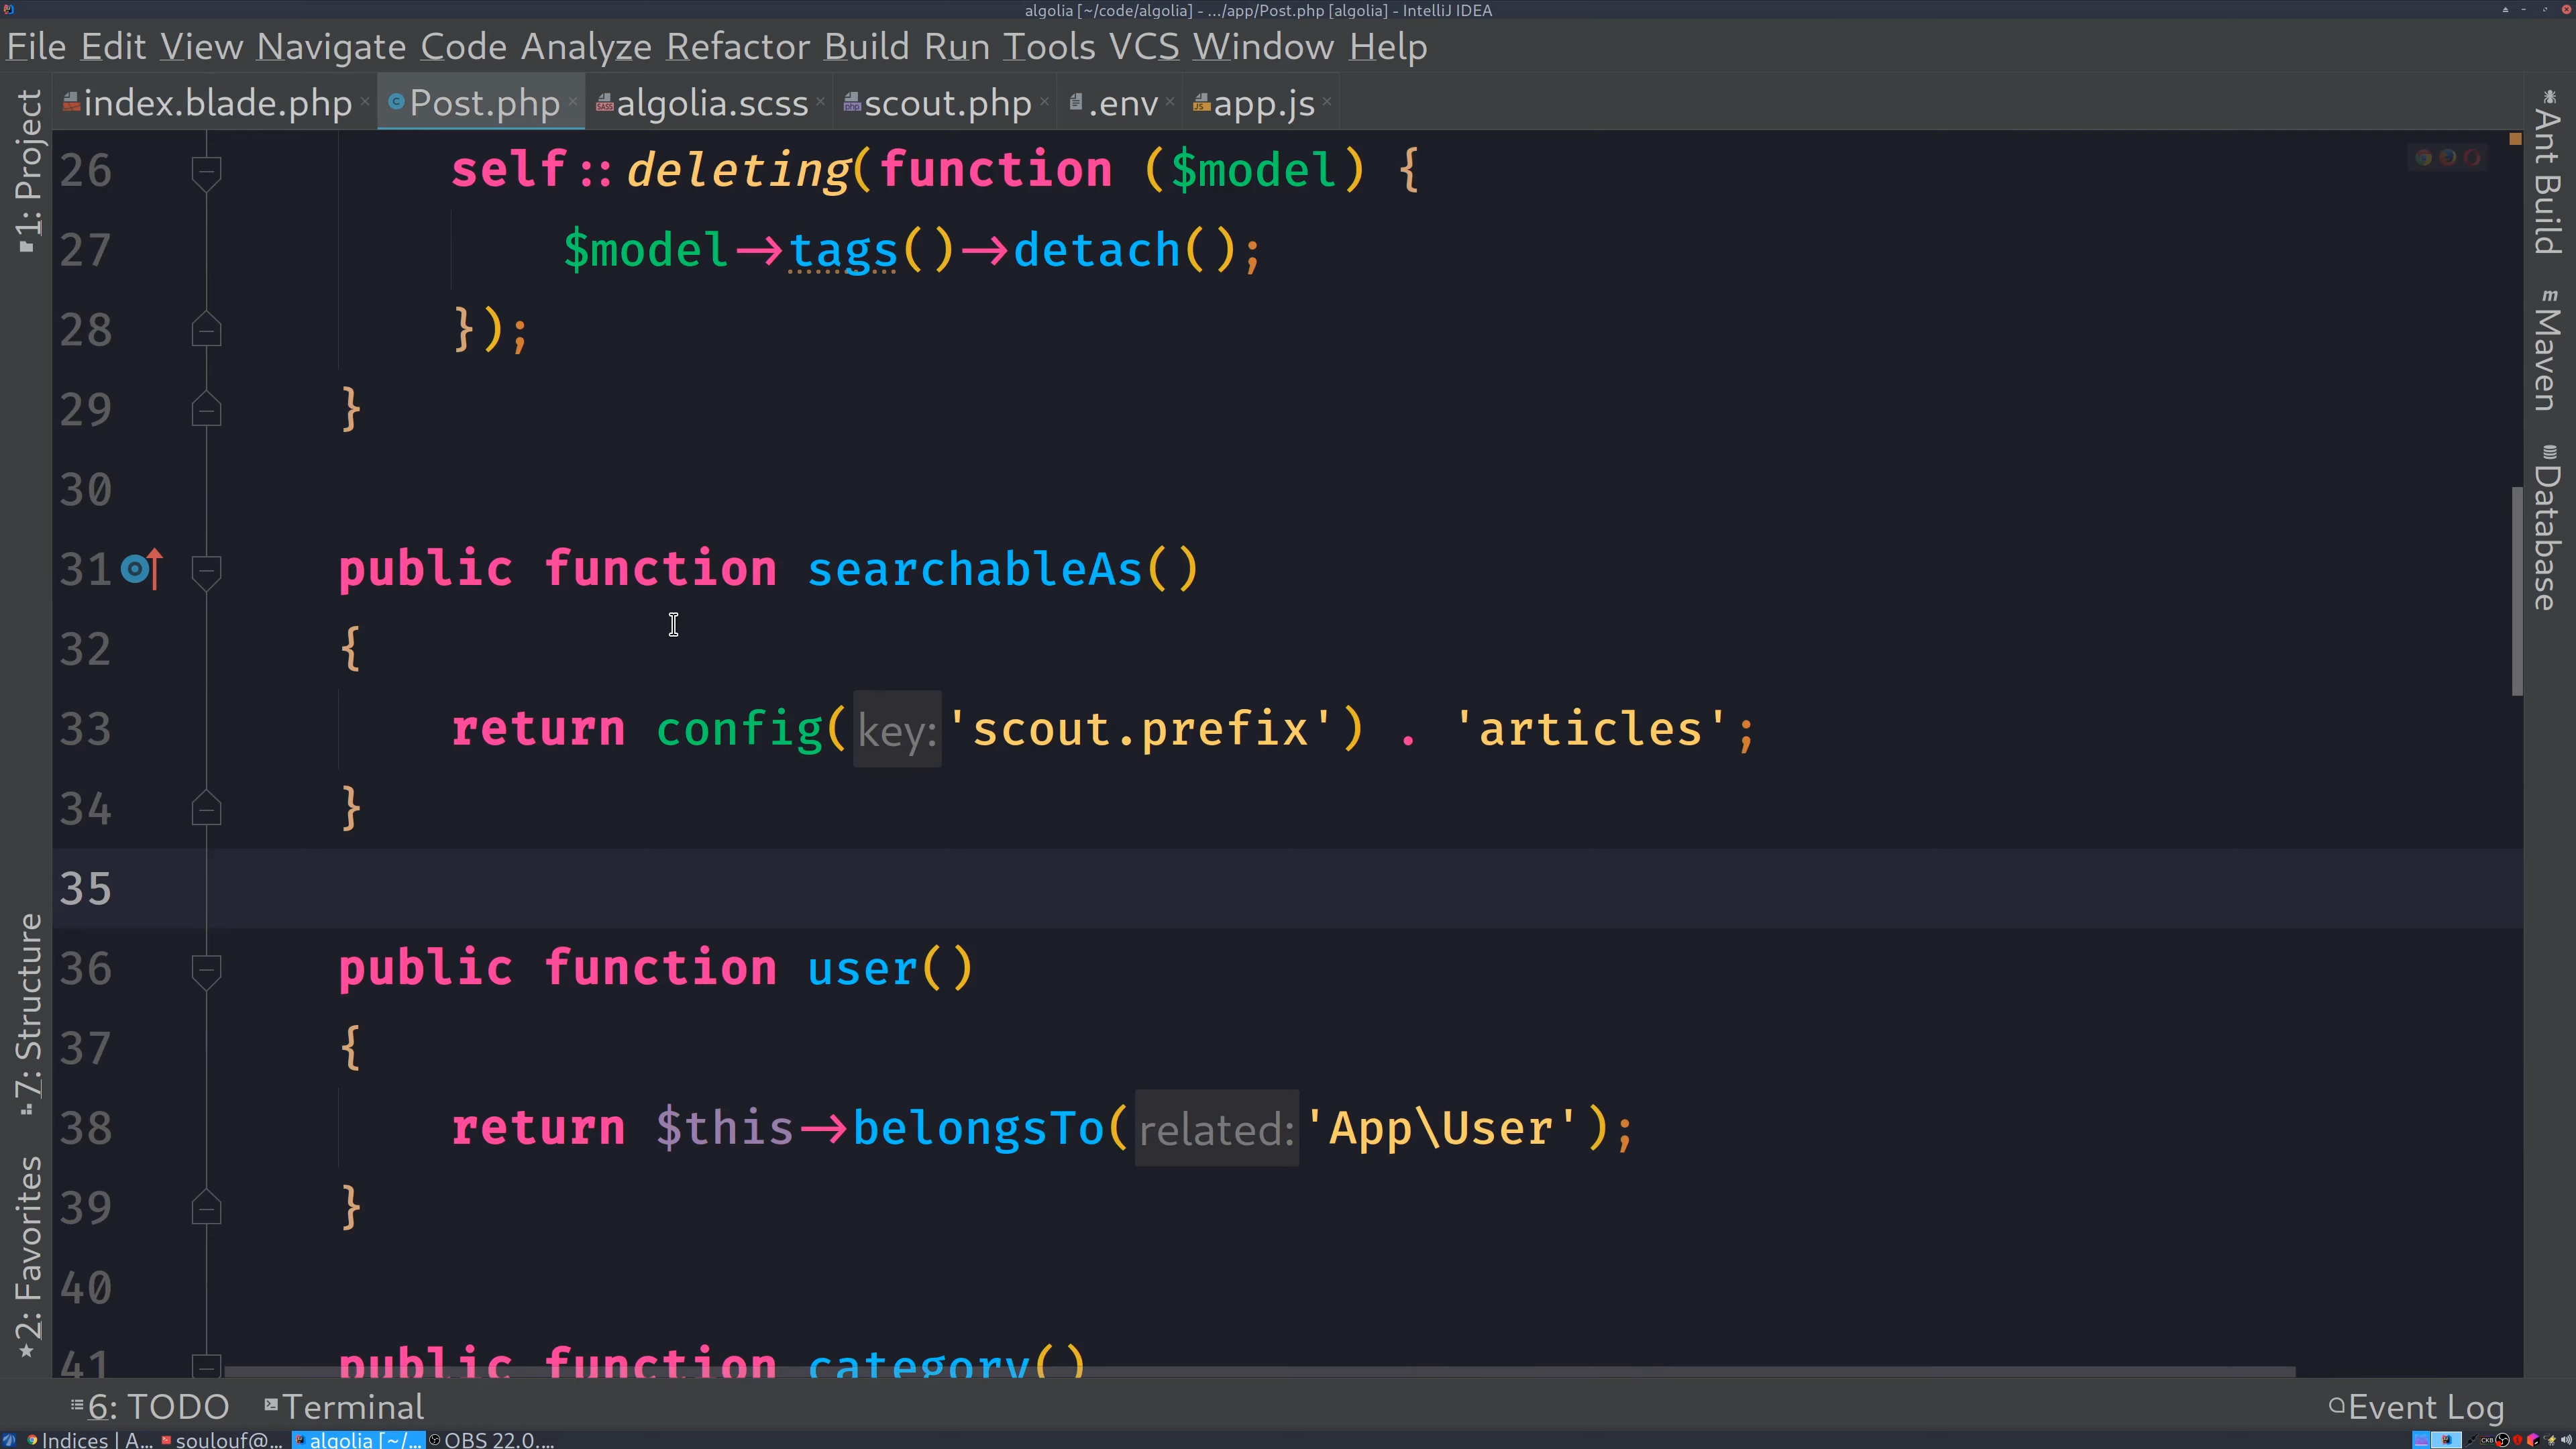 algolia [~/code/algolia] - .../app/Post.php [algolia] - IntelliJ IDEA
File Edit View Navigate Code Analyze Refactor Build Run Tools VCS Window Help
index.blade.php Post.php algolia.scss scout.php .env app.js
1: Project
7: Structure
2: Favorites
26 self::deleting(function ($model) {
27 $model->tags()->detach();
28 });
29 }
30
31 public function searchableAs()
32 {
33 return config( key: 'scout.prefix') . 'articles';
34 }
35
36 public function user()
37 {
38 return $this->belongsTo( related: 'App\User');
39 }
40
41 public function category()
Ant Build
Maven
Database
6: TODO Terminal Event Log
Indices | A... soulouf@... algolia [~/... OBS 22.0....